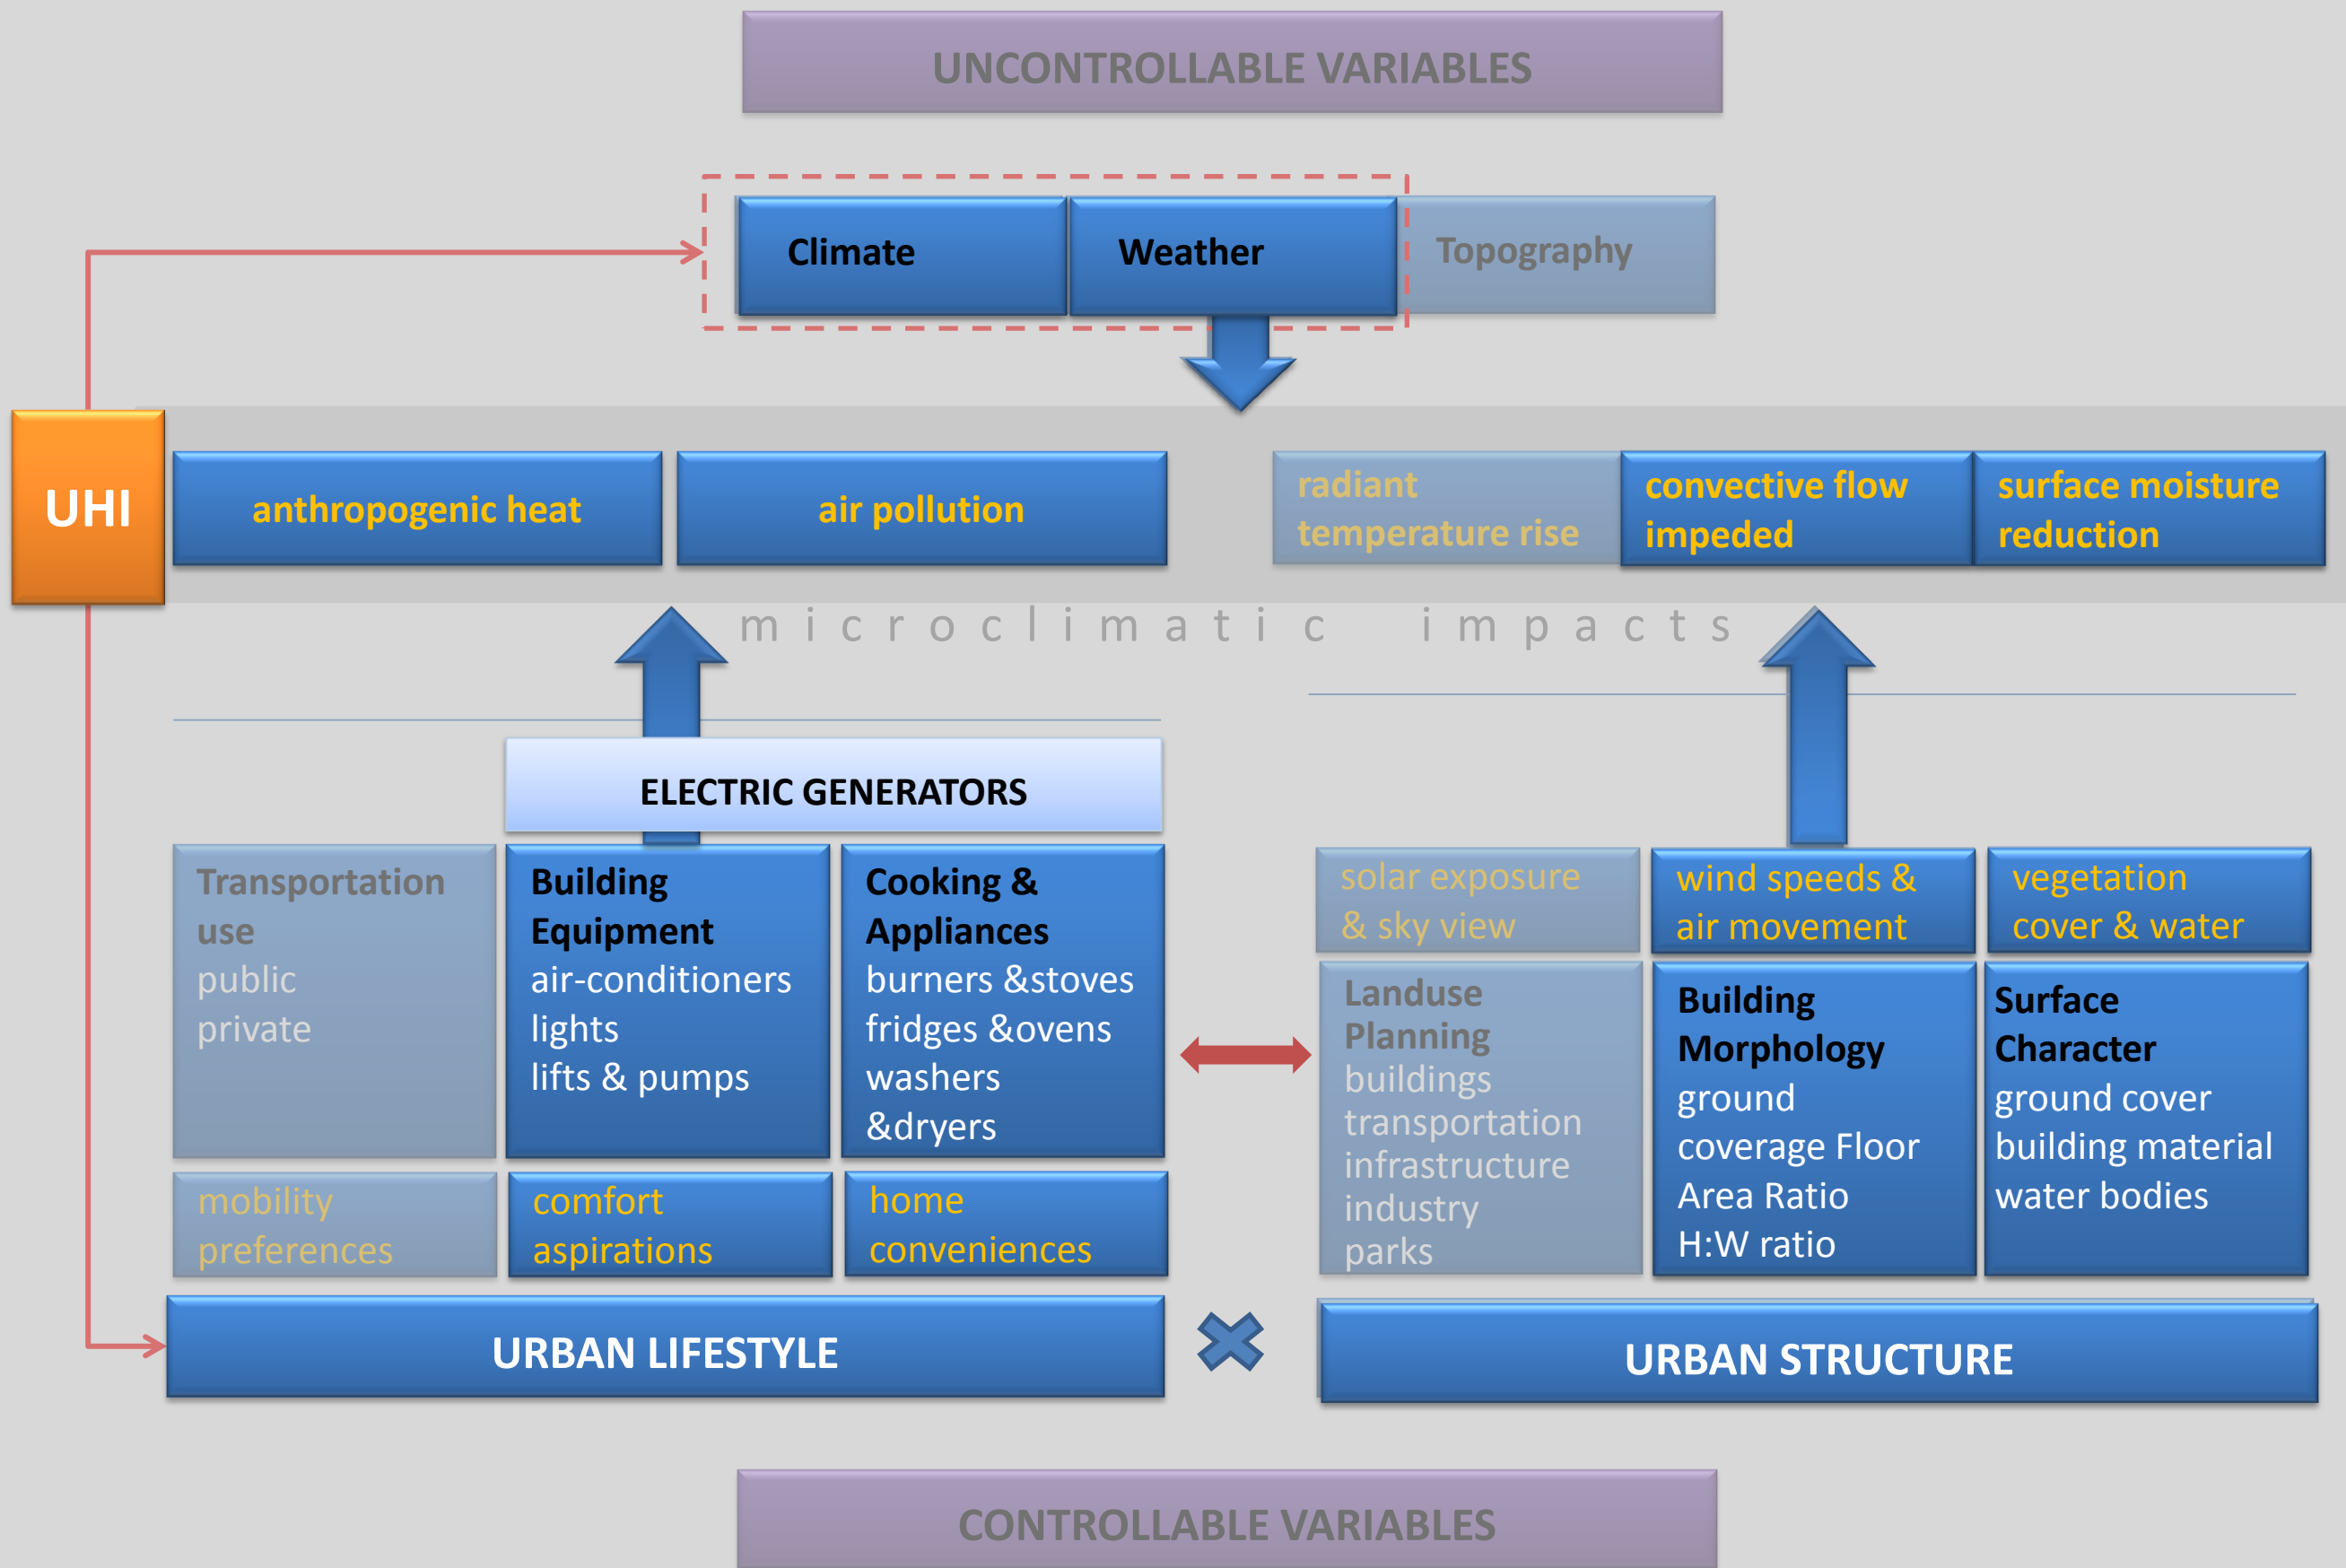 UNCONTROLLABLE VARIABLES
Climate
Weather
Topography
UHI
anthropogenic heat
air pollution
radiant
temperature rise
convective flow
impeded
surface moisture
reduction
microclimatic impacts
ELECTRIC GENERATORS
Transportation
use
public
private
Building
Equipment
air-conditioners
lights
lifts & pumps
Cooking &
Appliances
burners &stoves
fridges &ovens
washers
&dryers
mobility
preferences
comfort
aspirations
home
conveniences
URBAN LIFESTYLE
solar exposure
& sky view
wind speeds &
air movement
vegetation
cover & water
Landuse
Planning
buildings
transportation
infrastructure
industry
parks
Building
Morphology
ground
coverage Floor
Area Ratio
H:W ratio
Surface
Character
ground cover
building material
water bodies
URBAN STRUCTURE
CONTROLLABLE VARIABLES